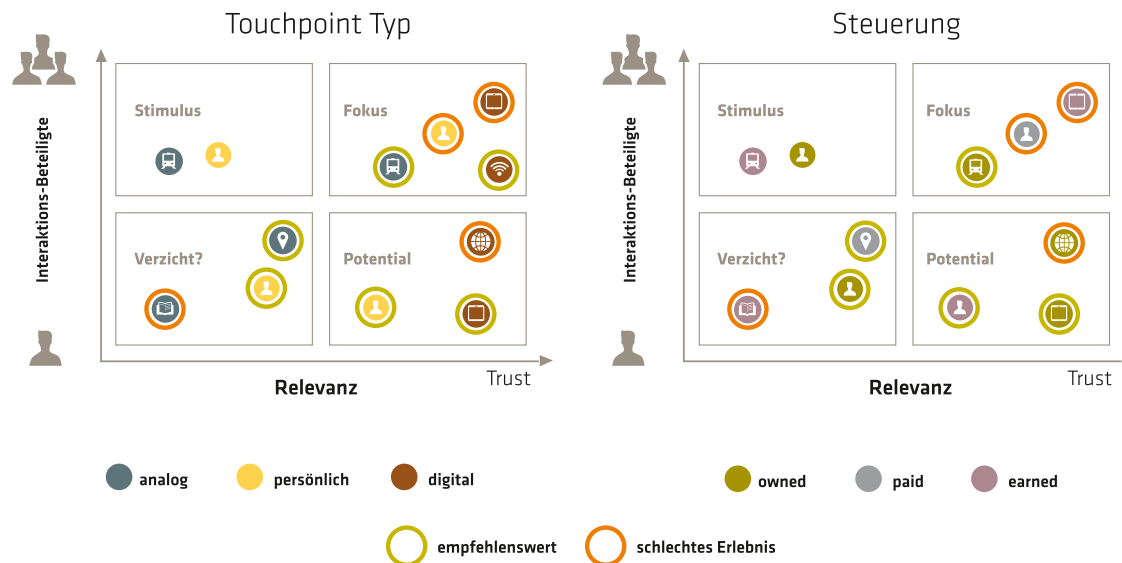 Touchpoint Typ
Interaktions-Beteiligte
Stimulus
Fokus
Verzicht?
Potential
Relevanz
Trust
Steuerung
Interaktions-Beteiligte
Stimulus
Fokus
Verzicht?
Potential
Relevanz
Trust
analog
persönlich
digital
owned
paid
earned
empfehlenswert
schlechtes Erlebnis